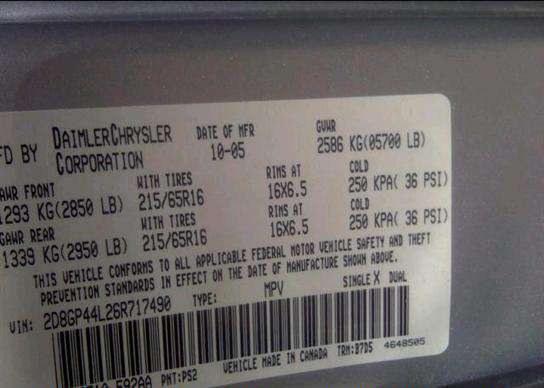 FD BY DAIMLERCHRYSLER CORPORATION DATE OF MFR 10-05 GVWR 2586 KG(05700 LB)
GAWR FRONT WITH TIRES RIMS AT COLD
1293 KG(2850 LB) 215/65R16 16X6.5 250 KPA( 36 PSI)
GAWR REAR WITH TIRES RIMS AT COLD
1339 KG(2950 LB) 215/65R16 16X6.5 250 KPA( 36 PSI)
THIS VEHICLE CONFORMS TO ALL APPLICABLE FEDERAL MOTOR VEHICLE SAFETY AND THEFT
PREVENTION STANDARDS IN EFFECT ON THE DATE OF MANUFACTURE SHOWN ABOVE.
VIN: 2D8GP44L26R717490 TYPE: MPV SINGLE X DUAL
PNT:PS2 VEHICLE MADE IN CANADA TRM:B7D5 4648505